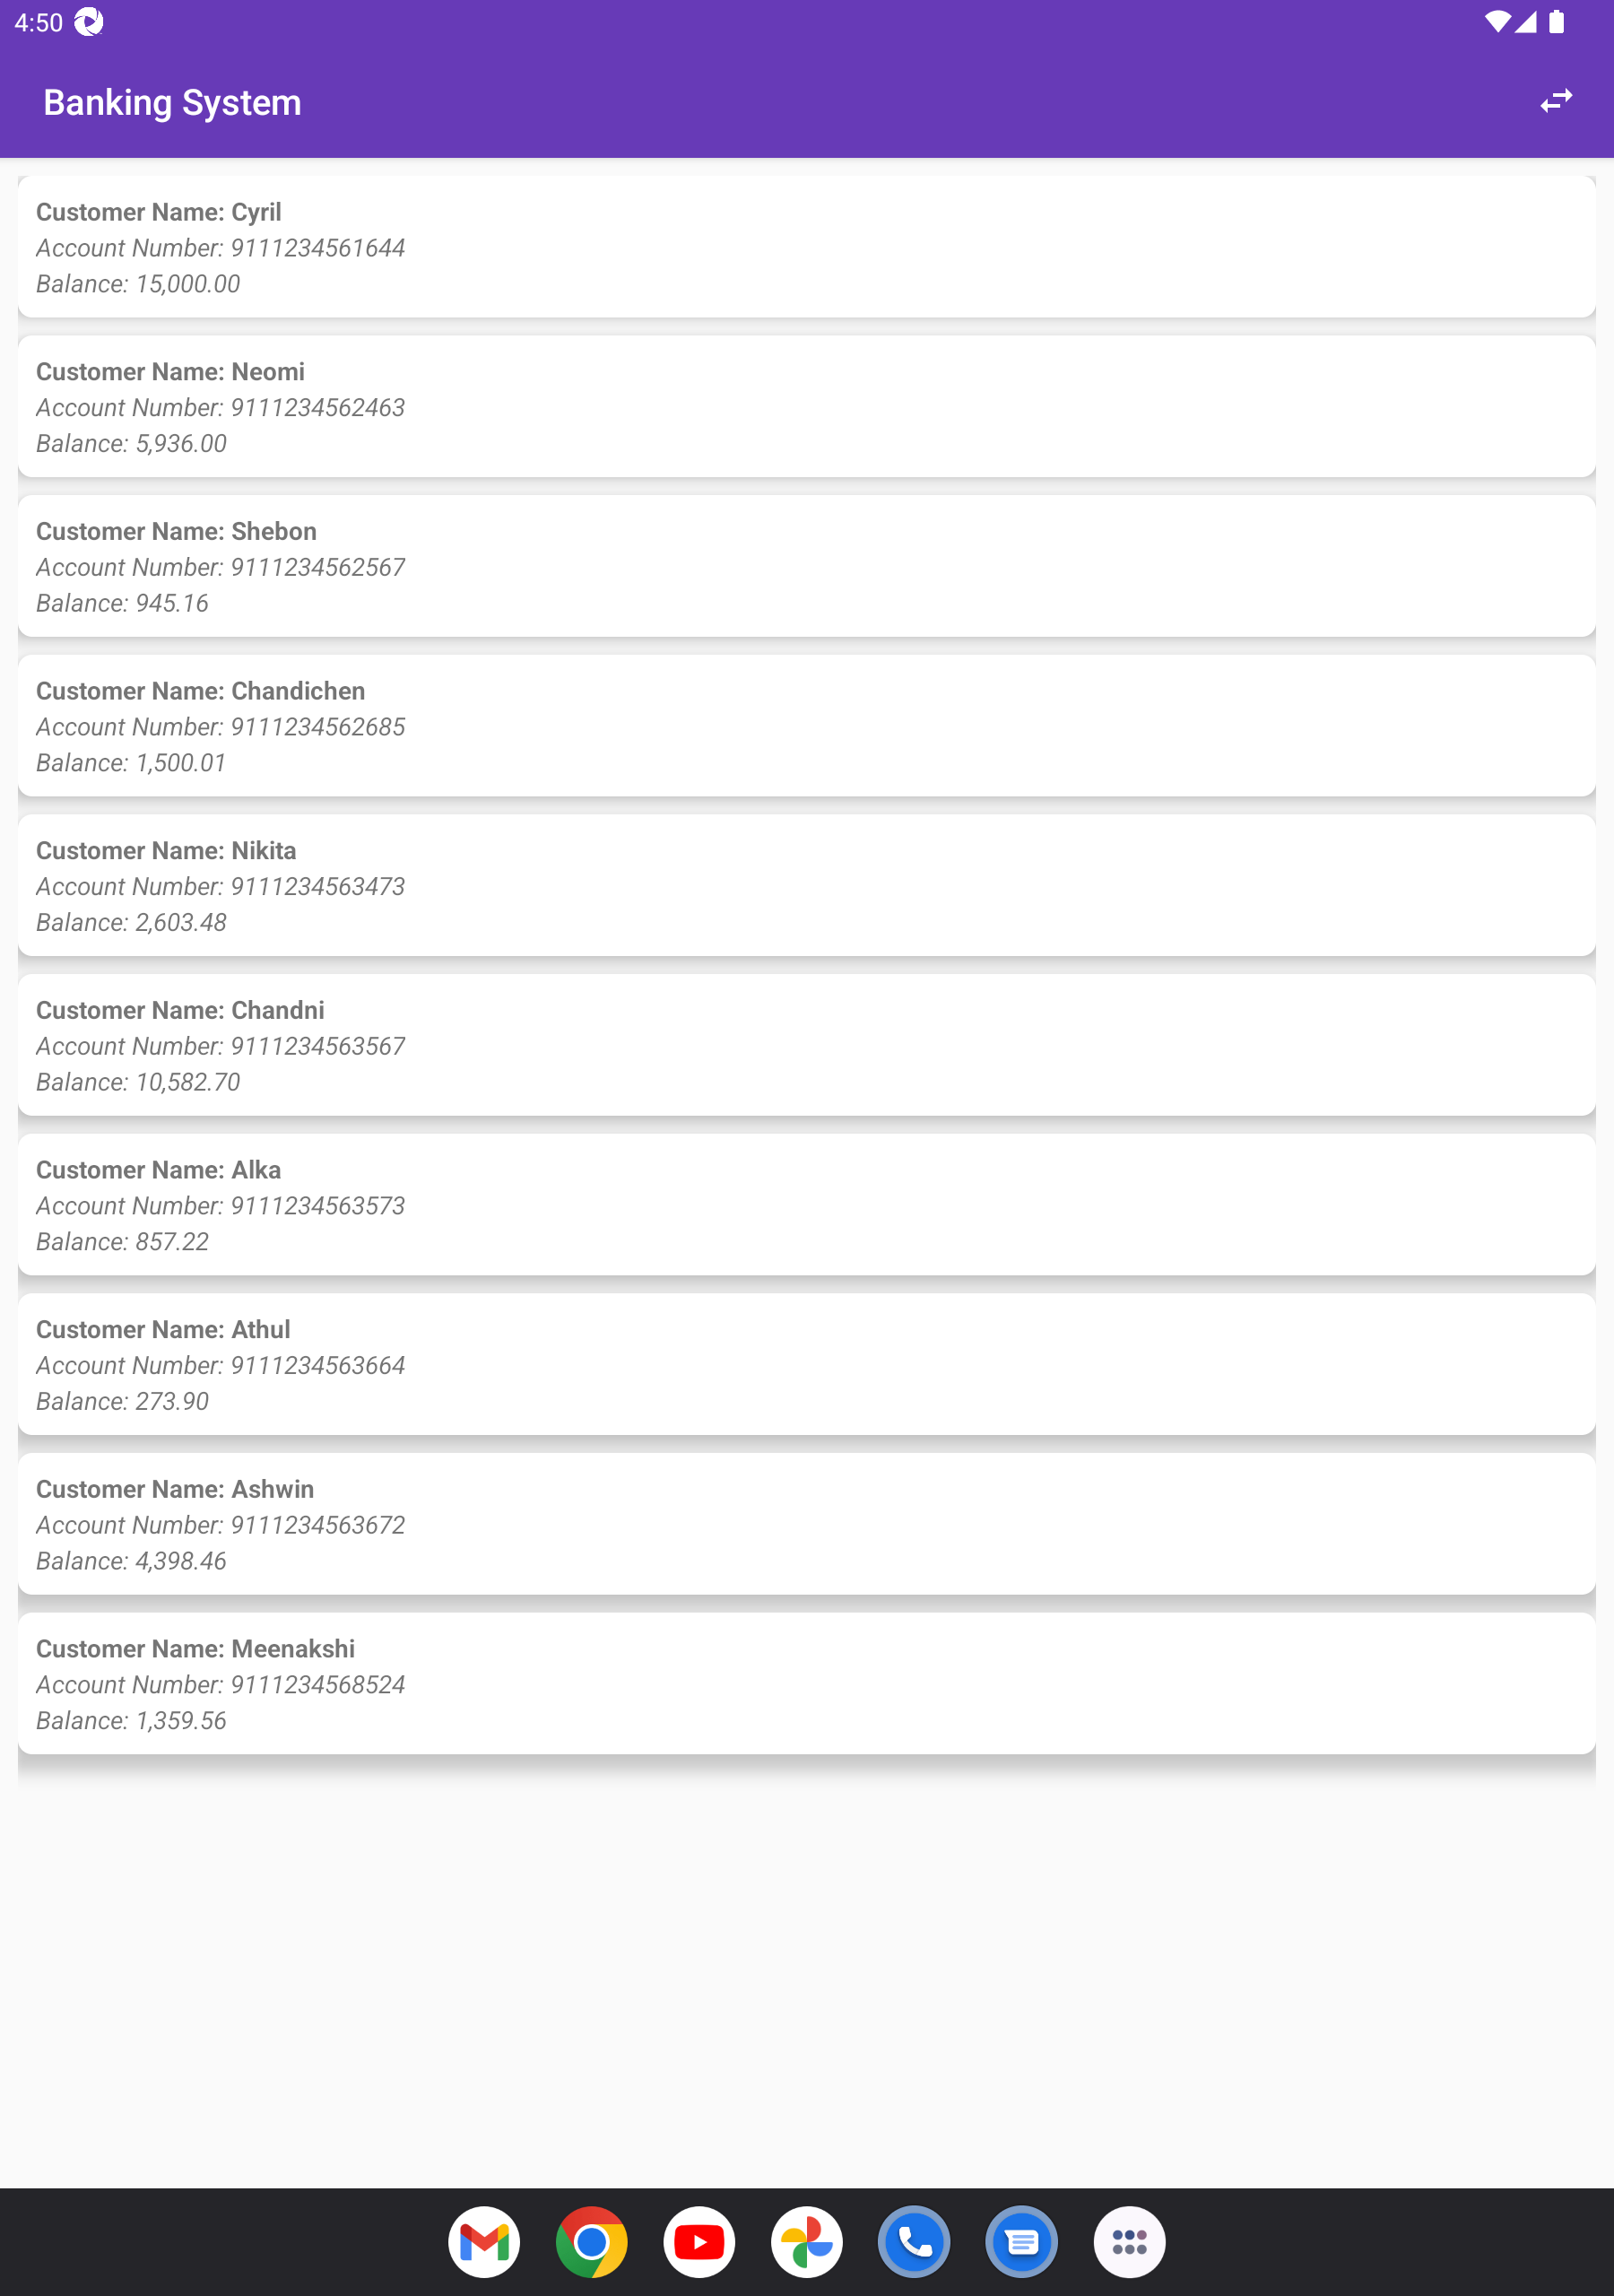 4:50
Banking System
Customer Name: Cyril
Account Number: 9111234561644
Balance: 15,000.00
Customer Name: Neomi
Account Number: 9111234562463
Balance: 5,936.00
Customer Name: Shebon
Account Number: 9111234562567
Balance: 945.16
Customer Name: Chandichen
Account Number: 9111234562685
Balance: 1,500.01
Customer Name: Nikita
Account Number: 9111234563473
Balance: 2,603.48
Customer Name: Chandni
Account Number: 9111234563567
Balance: 10,582.70
Customer Name: Alka
Account Number: 9111234563573
Balance: 857.22
Customer Name: Athul
Account Number: 9111234563664
Balance: 273.90
Customer Name: Ashwin
Account Number: 9111234563672
Balance: 4,398.46
Customer Name: Meenakshi
Account Number: 9111234568524
Balance: 1,359.56